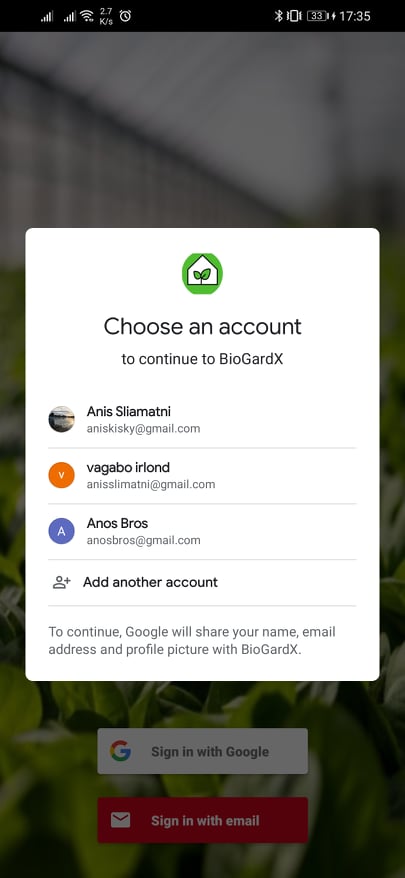 2.7
K/s
33
17:35
Choose an account
to continue to BioGardX
Anis Sliamatni
aniskisky@gmail.com
v
vagabo irlond
anisslimatni@gmail.com
A
Anos Bros
anosbros@gmail.com
Add another account
To continue, Google will share your name, email
address and profile picture with BioGardX.
G
Sign in with Google
Sign in with email